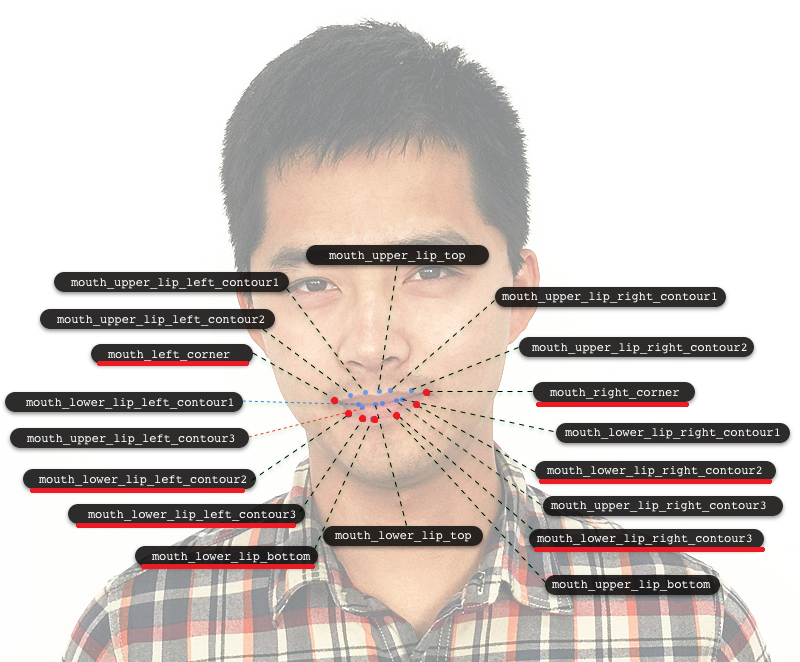 mouth_upper_lip_top
mouth_upper_lip_left_contour1
mouth_upper_lip_right_contour1
mouth_upper_lip_left_contour2
mouth_upper_lip_right_contour2
mouth_left_corner
mouth_right_corner
mouth_lower_lip_left_contour1
mouth_lower_lip_right_contour1
mouth_upper_lip_left_contour3
mouth_lower_lip_right_contour2
mouth_lower_lip_left_contour2
mouth_upper_lip_right_contour3
mouth_lower_lip_left_contour3
mouth_lower_lip_top
mouth_lower_lip_right_contour3
mouth_lower_lip_bottom
mouth_upper_lip_bottom